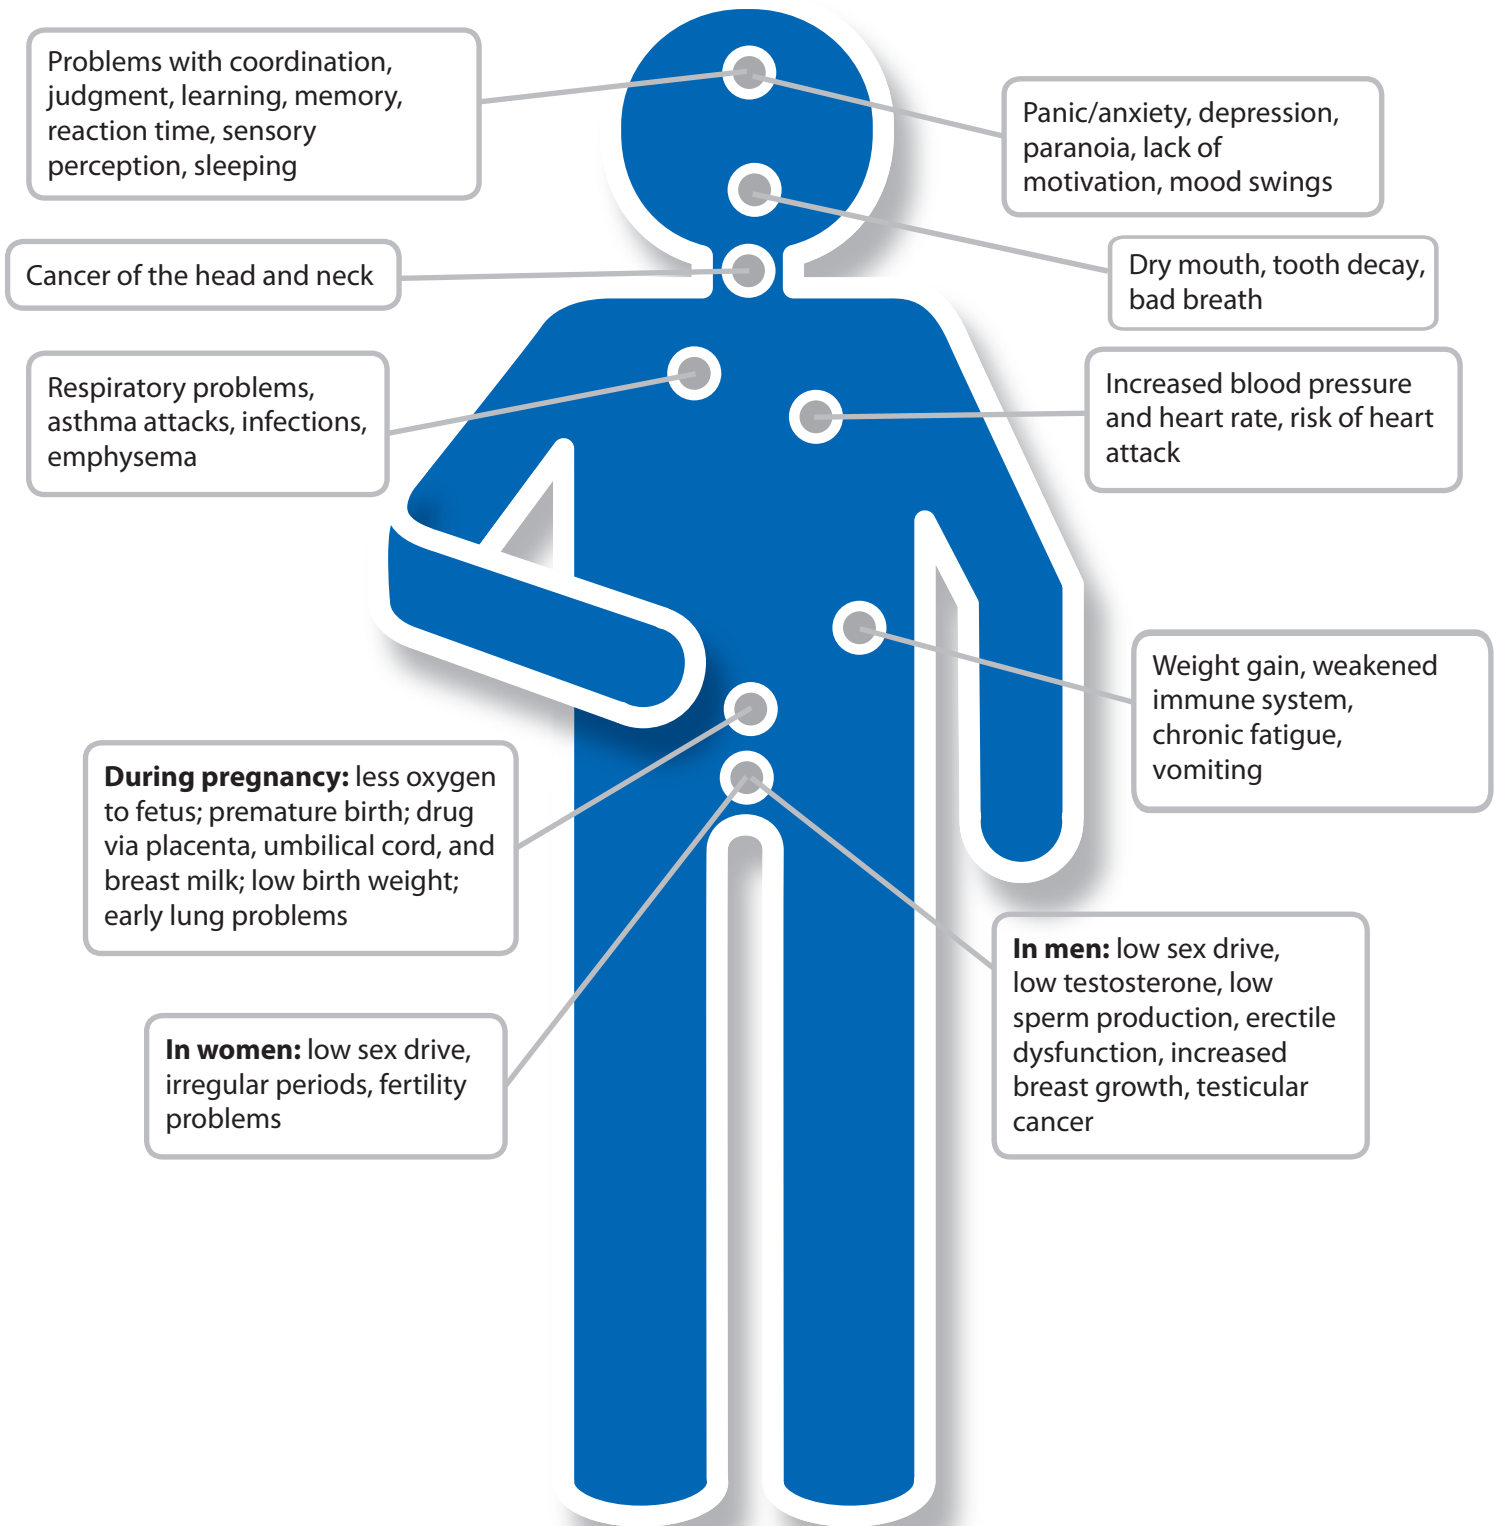 Problems with coordination,
judgment, learning, memory,
reaction time, sensory
perception, sleeping
Panic/anxiety, depression,
paranoia, lack of
motivation, mood swings
Cancer of the head and neck
Dry mouth, tooth decay,
bad breath
Respiratory problems,
asthma attacks, infections,
emphysema
Increased blood pressure
and heart rate, risk of heart
attack
Weight gain, weakened
immune system,
chronic fatigue,
vomiting
During pregnancy: less oxygen
to fetus; premature birth; drug
via placenta, umbilical cord, and
breast milk; low birth weight;
early lung problems
In men: low sex drive,
low testosterone, low
sperm production, erectile
dysfunction, increased
breast growth, testicular
cancer
In women: low sex drive,
irregular periods, fertility
problems